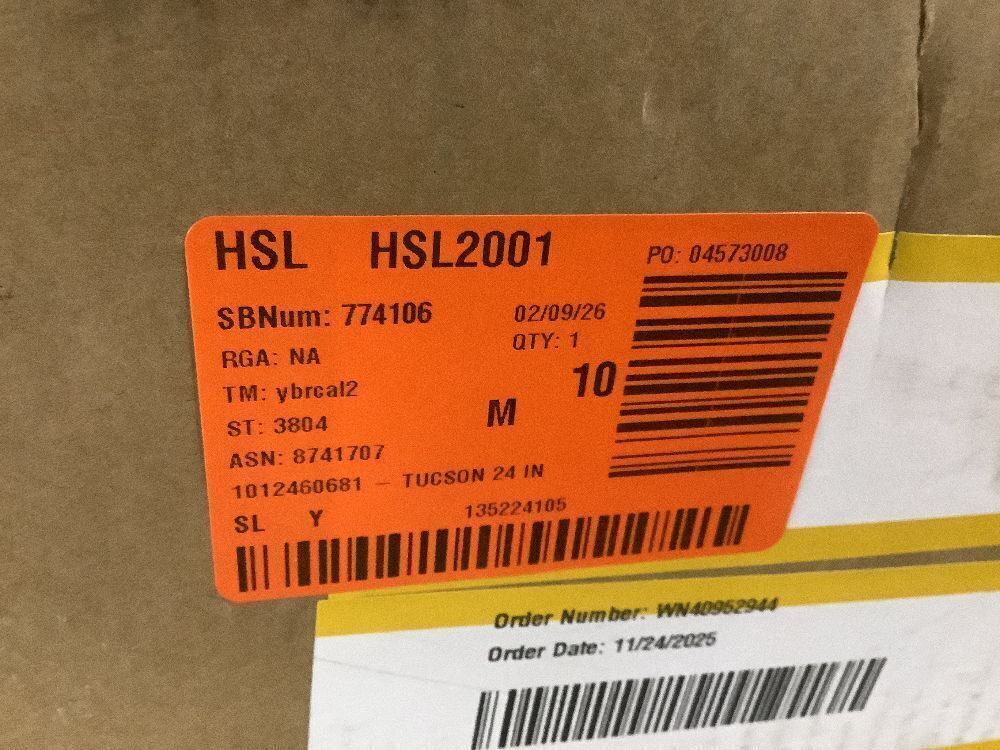 HSL HSL2001
PO: 04573008
SBNum: 774106
02/09/26
RGA: NA
QTY: 1
TM: ybrcal2
10
ST: 3804
M
ASN: 8741707
1012460681 – TUCSON 24 IN
SL Y 135224105
Order Number: WN40952944
Order Date: 11/24/2025